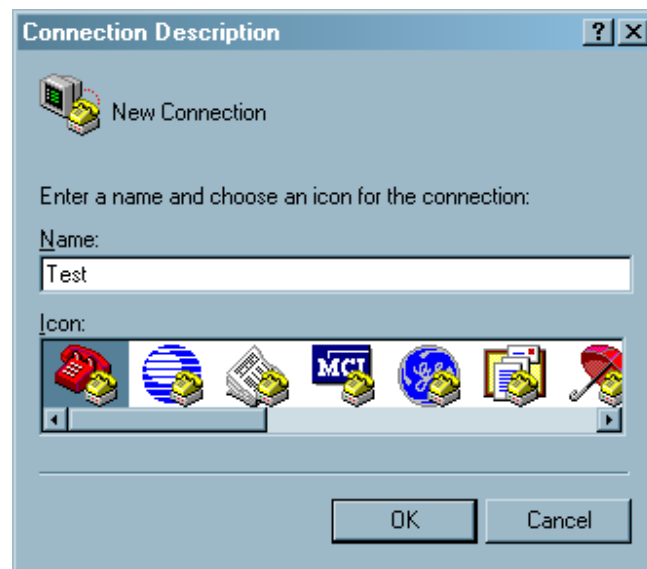 Connection Description
New Connection
Enter a name and choose an icon for the connection:
Name:
Test
Icon:
MCI
OK Cancel